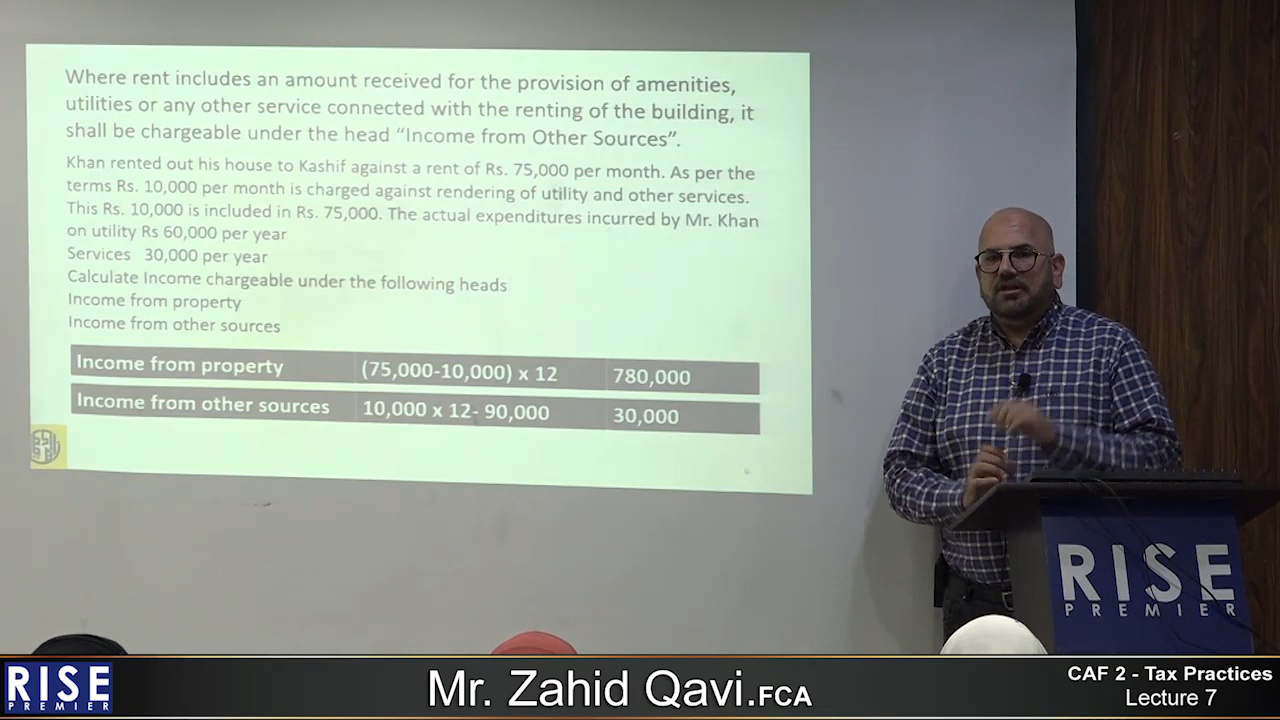 Where rent includes an amount received for the provision of amenities,
utilities or any other service connected with the renting of the building, it
shall be chargeable under the head “Income from Other Sources”.
Khan rented out his house to Kashif against a rent of Rs. 75,000 per month. As per the
terms Rs. 10,000 per month is charged against rendering of utility and other services.
This Rs. 10,000 is included in Rs. 75,000. The actual expenditures incurred by Mr. Khan
on utility Rs 60,000 per year
Services 30,000 per year
Calculate Income chargeable under the following heads
Income from property
Income from other sources
Income from property (75,000-10,000) x 12 780,000
Income from other sources 10,000 x 12- 90,000 30,000
RISE
PREMIER
RISE
PREMIER
Mr. Zahid Qavi.FCA
CAF 2 - Tax Practices
Lecture 7